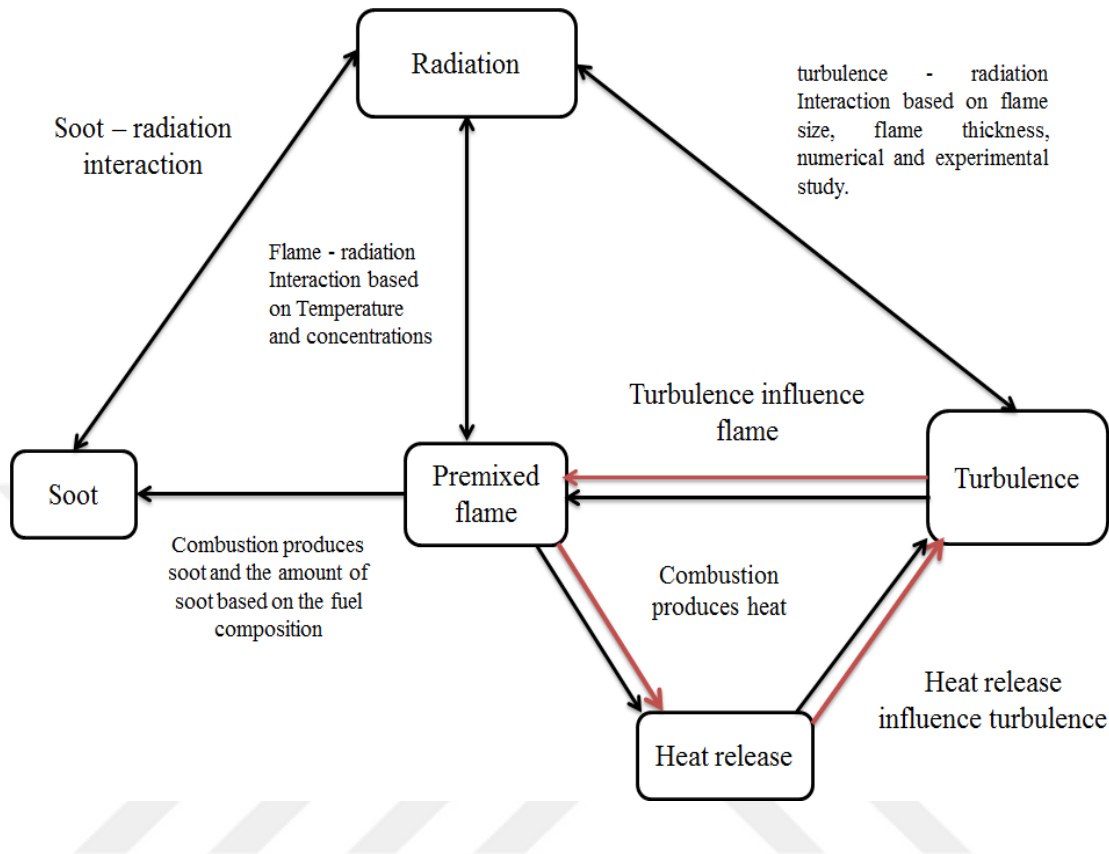 Radiation
turbulence - radiation
Interaction based on flame
size, flame thickness,
numerical and experimental
study.
Soot – radiation
interaction
Flame - radiation
Interaction based
on Temperature
and concentrations
Turbulence influence
flame
Soot
Premixed
flame
Turbulence
Combustion produces
soot and the amount of
soot based on the fuel
composition
Combustion
produces heat
Heat release
influence turbulence
Heat release